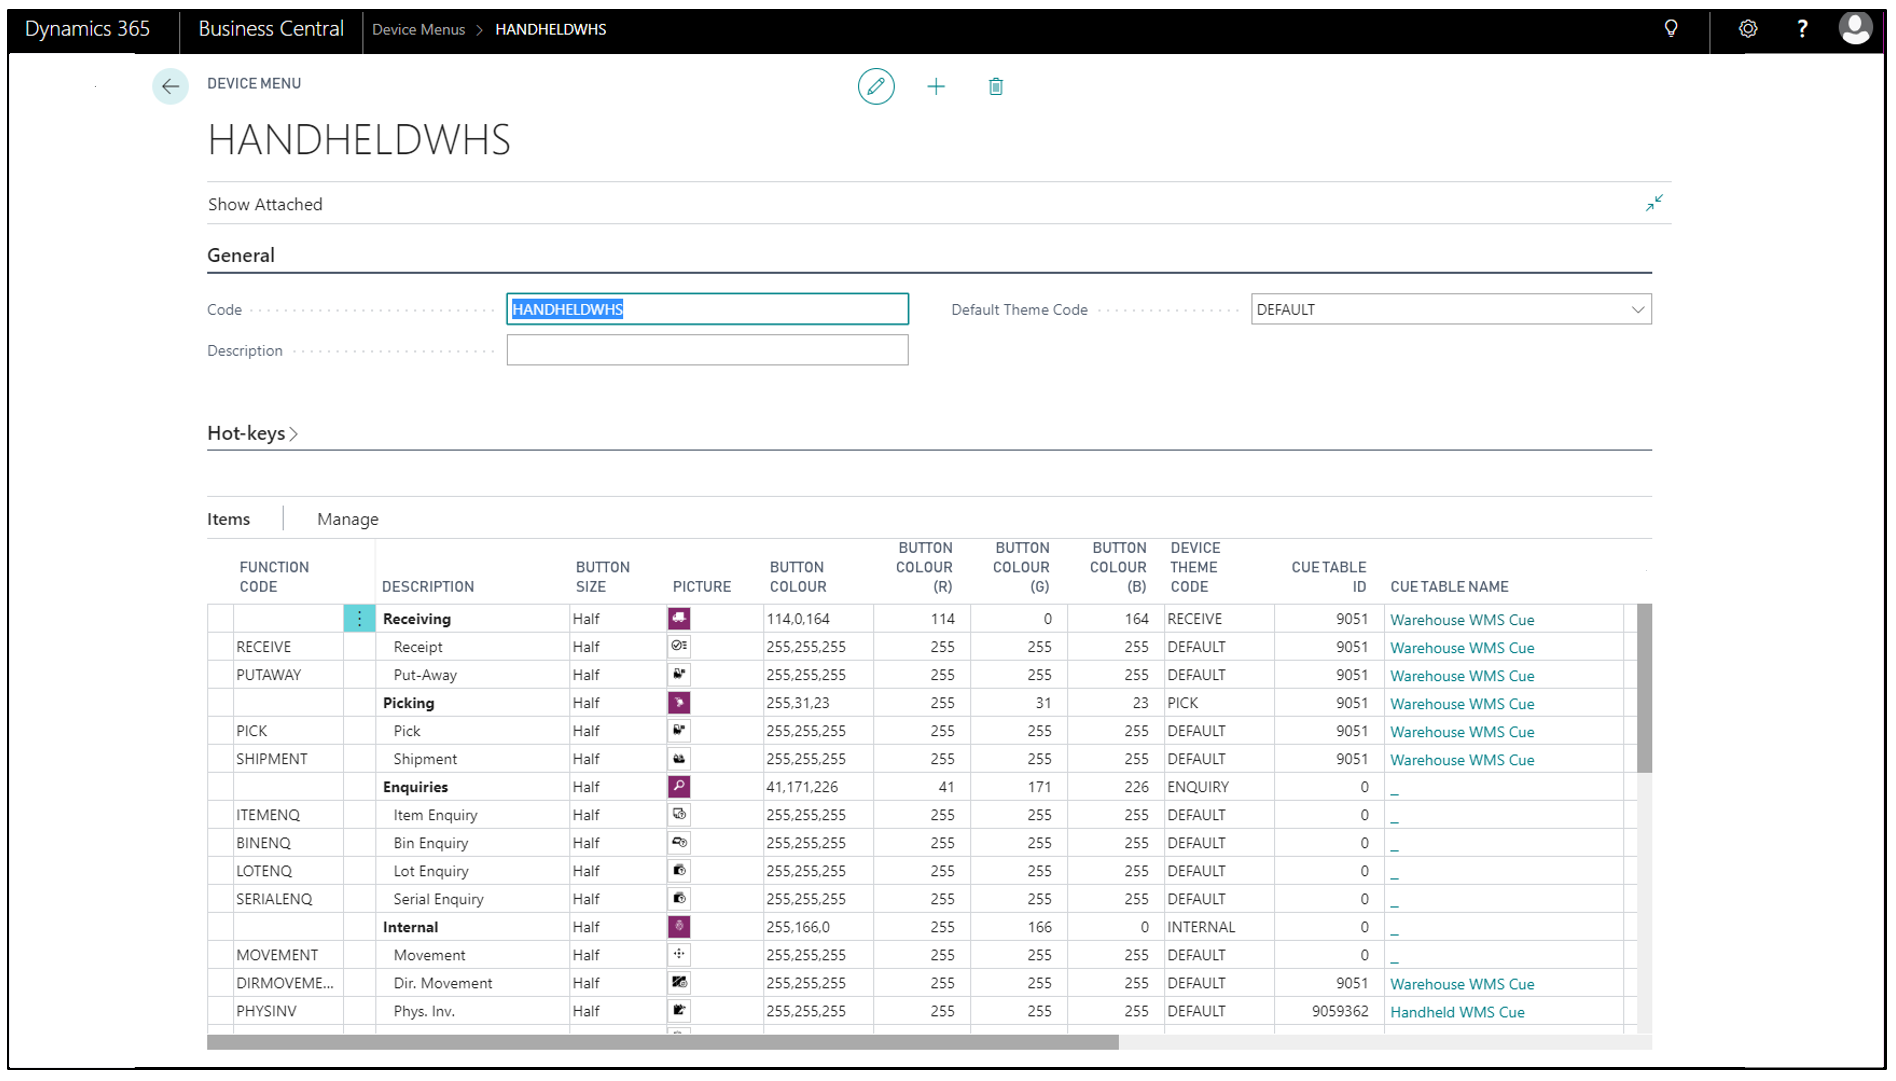 Dynamics 365 Business Central Device Menus > HANDHELDWHS ?
DEVICE MENU
HANDHELDWHS
Show Attached
General
Code HANDHELDWHS Default Theme Code DEFAULT
Description
Hot-keys >
Items Manage
FUNCTION CODE DESCRIPTION BUTTON SIZE PICTURE BUTTON COLOUR BUTTON COLOUR (R) BUTTON COLOUR (G) BUTTON COLOUR (B) DEVICE THEME CODE CUE TABLE ID CUE TABLE NAME
Receiving Half 114,0,164 114 0 164 RECEIVE 9051 Warehouse WMS Cue
RECEIVE Receipt Half 255,255,255 255 255 255 DEFAULT 9051 Warehouse WMS Cue
PUTAWAY Put-Away Half 255,255,255 255 255 255 DEFAULT 9051 Warehouse WMS Cue
Picking Half 255,31,23 255 31 23 PICK 9051 Warehouse WMS Cue
PICK Pick Half 255,255,255 255 255 255 DEFAULT 9051 Warehouse WMS Cue
SHIPMENT Shipment Half 255,255,255 255 255 255 DEFAULT 9051 Warehouse WMS Cue
Enquiries Half 41,171,226 41 171 226 ENQUIRY 0 _
ITEMENQ Item Enquiry Half 255,255,255 255 255 255 DEFAULT 0 _
BINENQ Bin Enquiry Half 255,255,255 255 255 255 DEFAULT 0 _
LOTENQ Lot Enquiry Half 255,255,255 255 255 255 DEFAULT 0 _
SERIALENQ Serial Enquiry Half 255,255,255 255 255 255 DEFAULT 0 _
Internal Half 255,166,0 255 166 0 INTERNAL 0 _
MOVEMENT Movement Half 255,255,255 255 255 255 DEFAULT 0 _
DIRMOVEME... Dir. Movement Half 255,255,255 255 255 255 DEFAULT 9051 Warehouse WMS Cue
PHYSINV Phys. Inv. Half 255,255,255 255 255 255 DEFAULT 9059362 Handheld WMS Cue